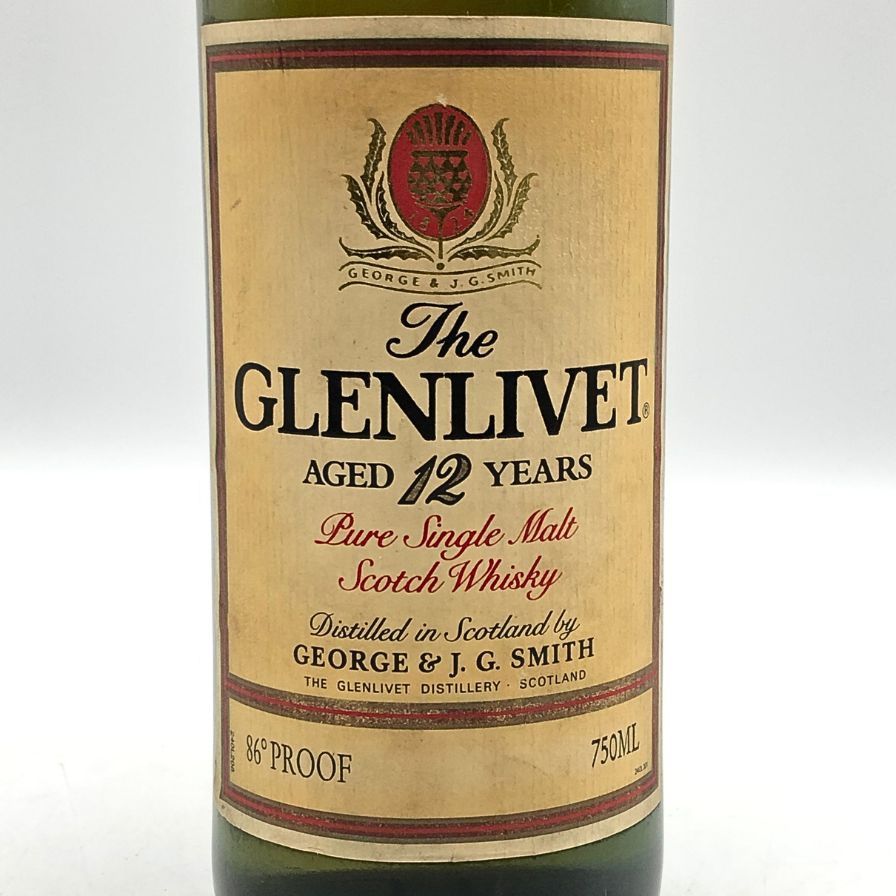 1824
GEORGE & J.G. SMITH
The
GLENLIVET®
AGED 12 YEARS
Pure Single Malt
Scotch Whisky
Distilled in Scotland by
GEORGE & J. G. SMITH
THE GLENLIVET DISTILLERY · SCOTLAND
86° PROOF
750ML